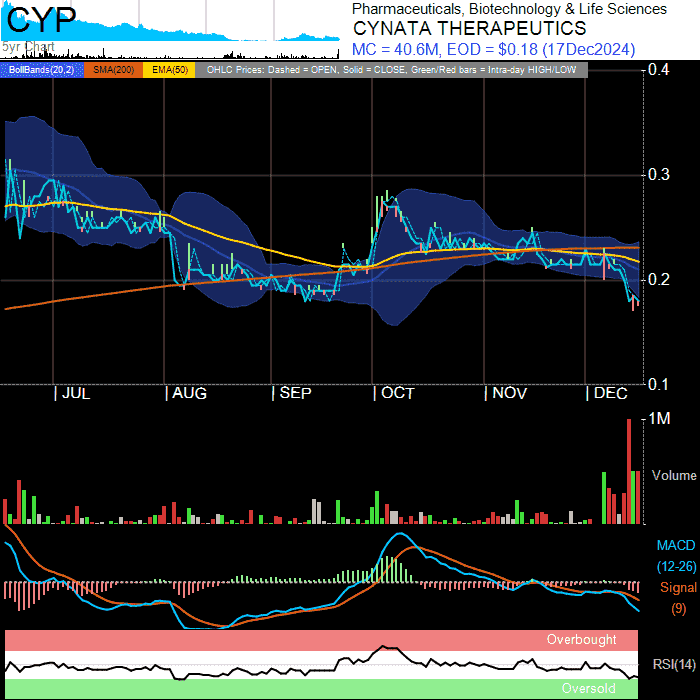 CYP
5yr Chart
Pharmaceuticals, Biotechnology & Life Sciences
CYNATA THERAPEUTICS
MC = 40.6M, EOD = $0.18 (17Dec2024)
BollBands(20,2) SMA(200) EMA(50) OHLC Prices: Dashed = OPEN, Solid = CLOSE, Green/Red bars = Intra-day HIGH/LOW
0.4
0.3
0.2
0.1
| JUL | AUG | SEP | OCT | NOV | DEC
1M
Volume
MACD
(12-26)
Signal
(9)
Overbought
RSI(14)
Oversold